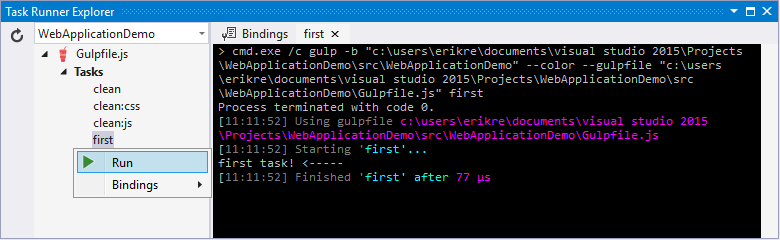 Task Runner Explorer
WebApplicationDemo
Gulpfile.js
Tasks
clean
clean:css
clean:js
first
Run
Bindings
Bindings first
> cmd.exe /c gulp -b "c:\users\erikre\documents\visual studio 2015\Projects
\WebApplicationDemo\src\WebApplicationDemo" --color --gulpfile "c:\users
\erikre\documents\visual studio 2015\Projects\WebApplicationDemo\src
\WebApplicationDemo\Gulpfile.js" first
Process terminated with code 0.
[11:11:52] Using gulpfile c:\users\erikre\documents\visual studio 2015
\Projects\WebApplicationDemo\src\WebApplicationDemo\Gulpfile.js
[11:11:52] Starting 'first'...
first task! <-----
[11:11:52] Finished 'first' after 77 μs